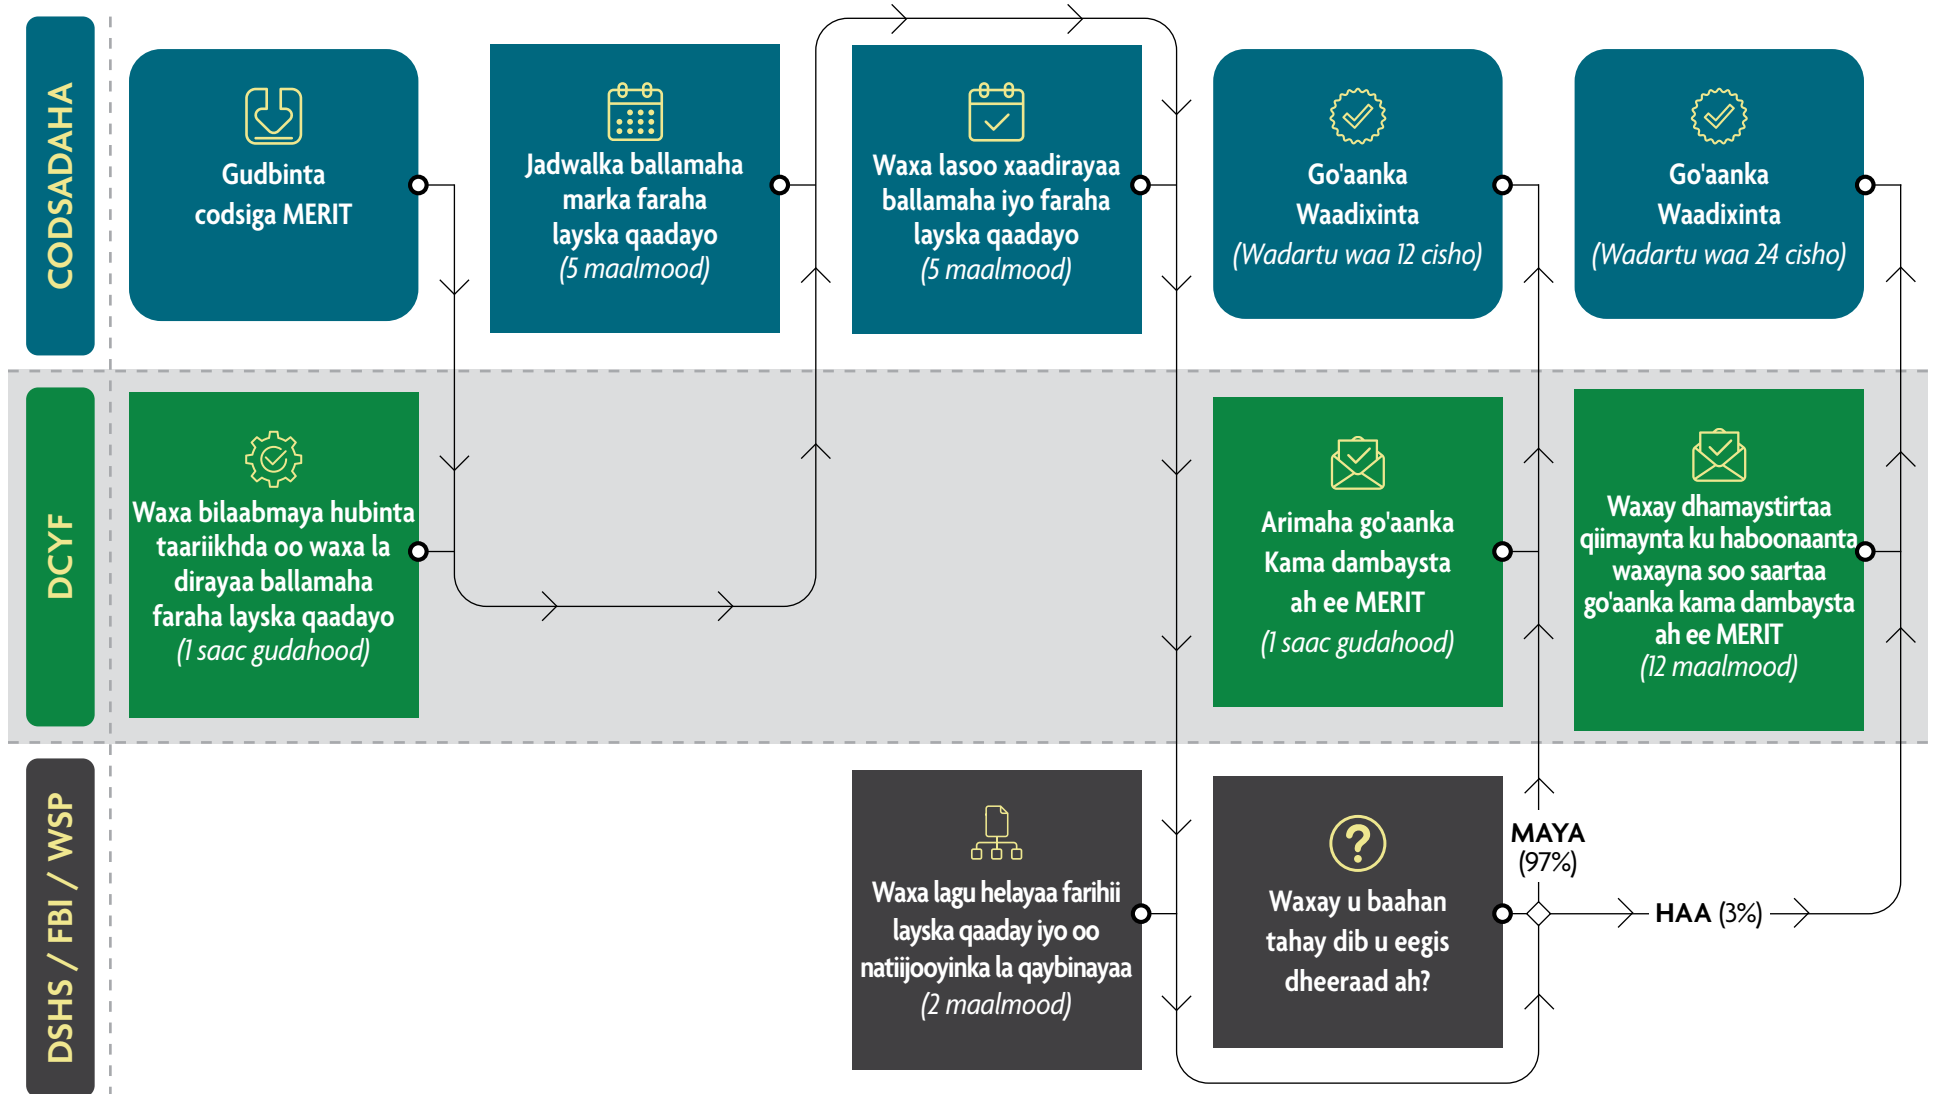 CODSADAHA
Gudbinta
codsiga MERIT
Jadwalka ballamaha
marka faraha
layska qaadayo
(5 maalmood)
Waxa lasoo xaadirayaa
ballamaha iyo faraha
layska qaadayo
(5 maalmood)
Go'aanka
Waadixinta
(Wadartu waa 12 cisho)
Go'aanka
Waadixinta
(Wadartu waa 24 cisho)
DCYF
Waxa bilaabmaya hubinta
taariikhda oo waxa la
dirayaa ballamaha
faraha layska qaadayo
(1 saac gudahood)
Arimaha go'aanka
Kama dambaysta
ah ee MERIT
(1 saac gudahood)
Waxay dhamaystirtaa
qiimaynta ku haboonaanta
waxayna soo saartaa
go'aanka kama dambaysta
ah ee MERIT
(12 maalmood)
DSHS / FBI / WSP
Waxa lagu helayaa farihii
layska qaaday iyo oo
natiijooyinka la qaybinayaa
(2 maalmood)
Waxay u baahan
tahay dib u eegis
dheeraad ah?
MAYA
(97%)
HAA (3%)